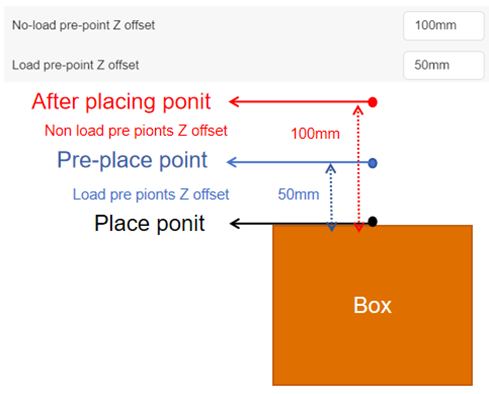 No-load pre-point Z offset 100mm
Load pre-point Z offset 50mm
After placing ponit
Non load pre pionts Z offset 100mm
Pre-place point
Load pre pionts Z offset 50mm
Place ponit
Box